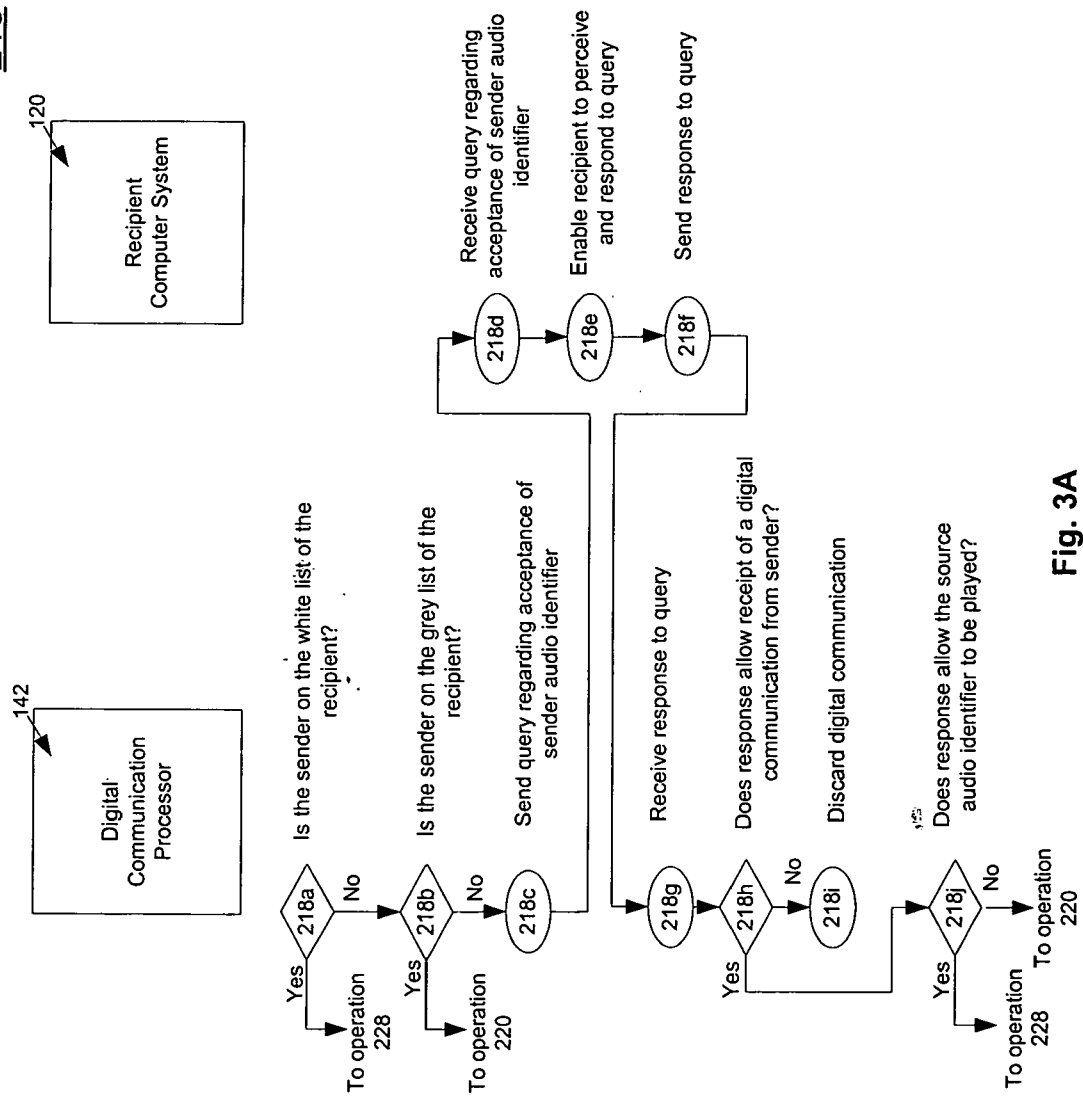 142
Digital
Communication
Processor
120
Recipient
Computer System
218a
Is the sender on the white list of the
recipient?
Yes
No
To operation
228
218b
Is the sender on the grey list of the
recipient?
Yes
No
To operation
220
218c
Send query regarding acceptance of
sender audio identifier
218d
Receive query regarding
acceptance of sender audio
identifier
218e
Enable recipient to perceive
and respond to query
218f
Send response to query
218g
Receive response to query
218h
Does response allow receipt of a digital
communication from sender?
Yes
No
218i
Discard digital communication
218j
Does response allow the source
audio identifier to be played?
Yes
No
To operation
228
To operation
220
Fig. 3A